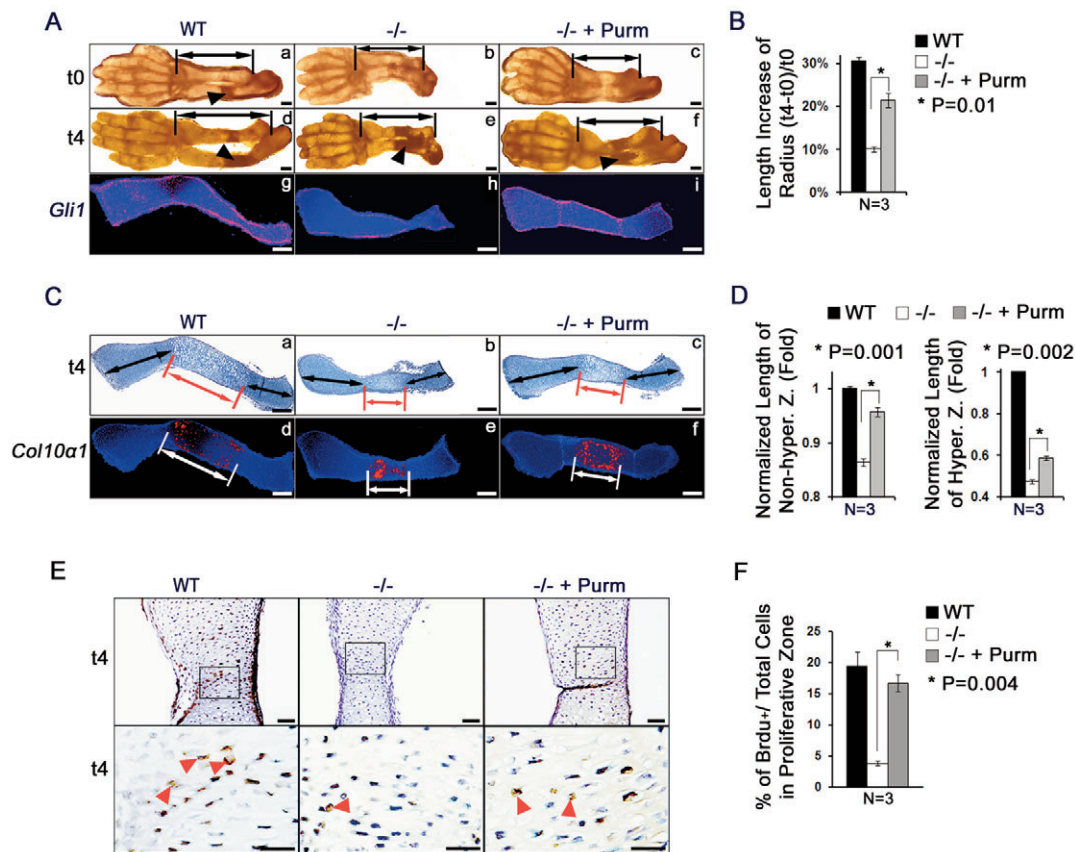 A
WT
-/-
-/- + Purm
t0
a
b
c
t4
d
e
f
Gli1
g
h
i
B
WT
-/-
-/- + Purm
* P=0.01
Length Increase of
Radius (t4-t0)/t0
30%
20%
10%
0%
*
N=3
C
WT
-/-
-/- + Purm
t4
a
b
c
Col10α1
d
e
f
D
WT
-/-
-/- + Purm
* P=0.001
Normalized Length of
Non-hyper. Z. (Fold)
1
0.9
0.8
*
N=3
* P=0.002
Normalized Length
of Hyper. Z. (Fold)
1
0.8
0.6
0.4
*
N=3
E
WT
-/-
-/- + Purm
t4
t4
F
WT
-/-
-/- + Purm
* P=0.004
% of Brdu+/ Total Cells
in Proliferative Zone
25
20
15
10
5
0
*
N=3